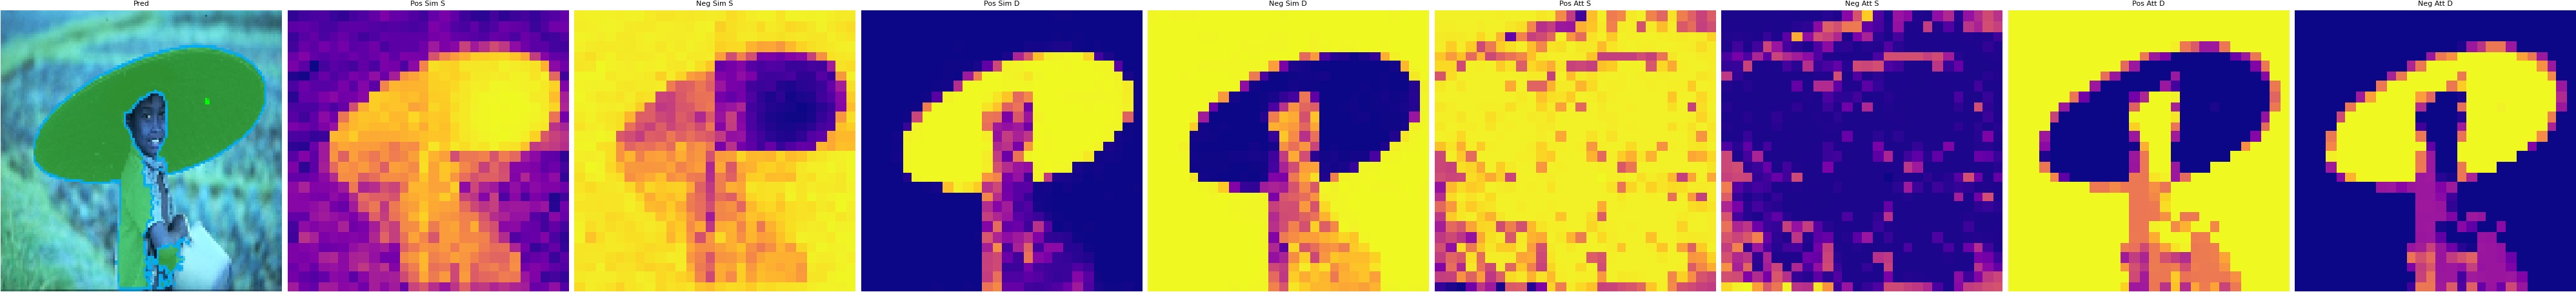 Pred
Pos Sim S
Neg Sim S
Pos Sim D
Neg Sim D
Pos Att S
Neg Att S
Pos Att D
Neg Att D